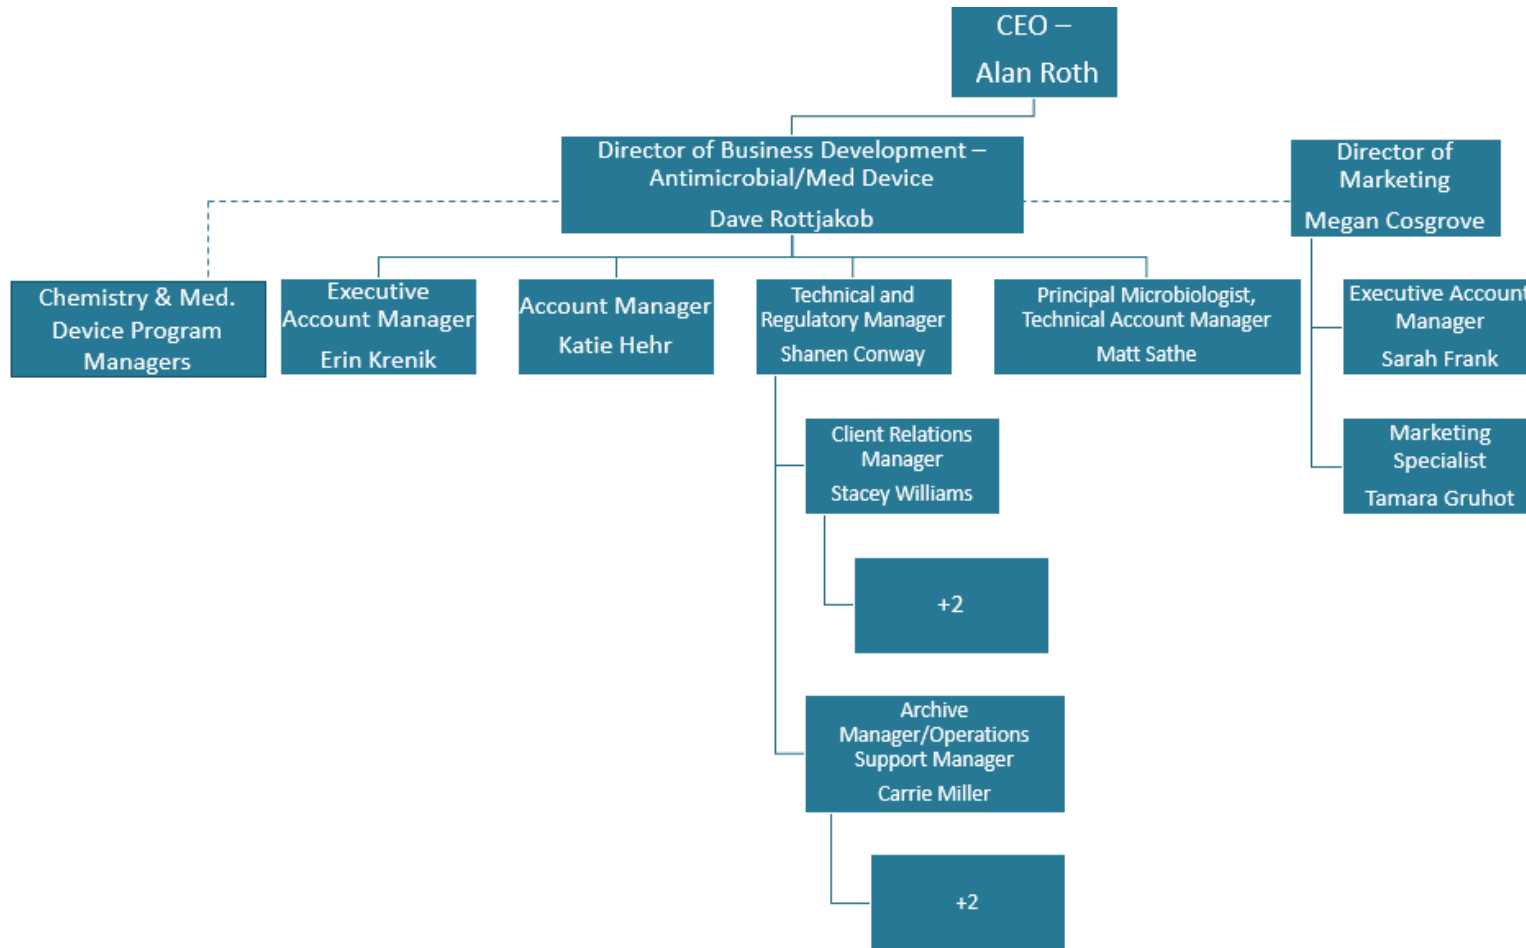 CEO –
Alan Roth
Director of Business Development –
Antimicrobial/Med Device
Dave Rottjakob
Director of
Marketing
Megan Cosgrove
Chemistry & Med.
Device Program
Managers
Executive
Account Manager
Erin Krenik
Account Manager
Katie Hehr
Technical and
Regulatory Manager
Shanen Conway
Principal Microbiologist,
Technical Account Manager
Matt Sathe
Executive Account
Manager
Sarah Frank
Client Relations
Manager
Stacey Williams
Marketing
Specialist
Tamara Gruhot
+2
Archive
Manager/Operations
Support Manager
Carrie Miller
+2